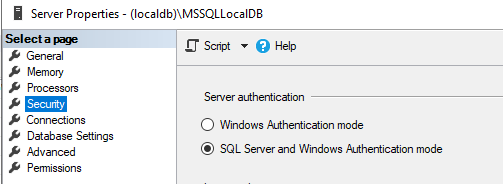 Server Properties - (localdb)\MSSQLLocalDB
Select a page
General
Memory
Processors
Security
Connections
Database Settings
Advanced
Permissions
Script
Help
Server authentication
Windows Authentication mode
SQL Server and Windows Authentication mode